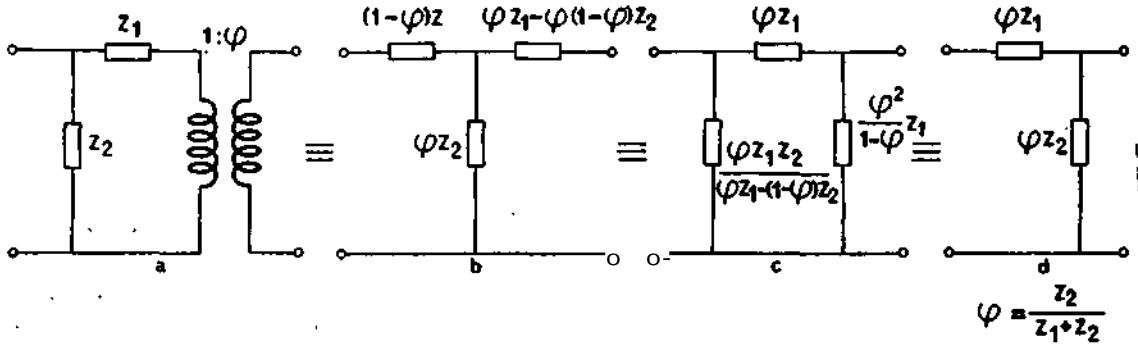 z₁
1:φ
z₂
a
≡
(1-φ)z
φz₁-φ(1-φ)z₂
φz₂
b
≡
φz₁
φz₁z₂
φz₁-(1-φ)z₂
φ²
1-φ z₁
c
≡
φz₁
φz₂
d
φ = z₂
z₁+z₂